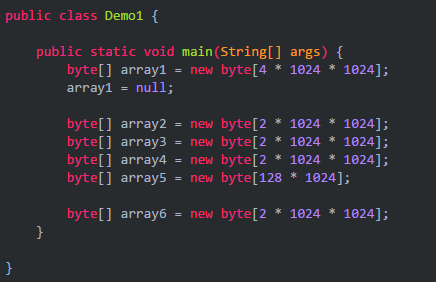 public class Demo1 {
public static void main(String[] args) {
byte[] array1 = new byte[4 * 1024 * 1024];
array1 = null;
byte[] array2 = new byte[2 * 1024 * 1024];
byte[] array3 = new byte[2 * 1024 * 1024];
byte[] array4 = new byte[2 * 1024 * 1024];
byte[] array5 = new byte[128 * 1024];
byte[] array6 = new byte[2 * 1024 * 1024];
}
}